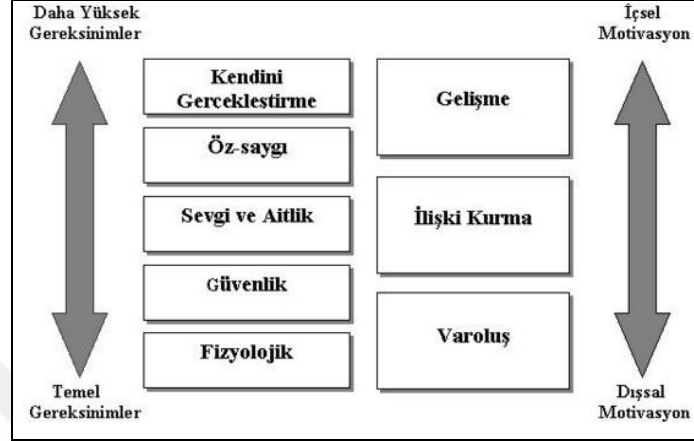 Daha Yüksek
Gereksinimler
İçsel
Motivasyon
Kendini
Gerceklestirme
Gelişme
Öz-saygı
Sevgi ve Aitlik
İlişki Kurma
Güvenlik
Varoluş
Fizyolojik
Temel
Gereksinimler
Dışsal
Motivasyon